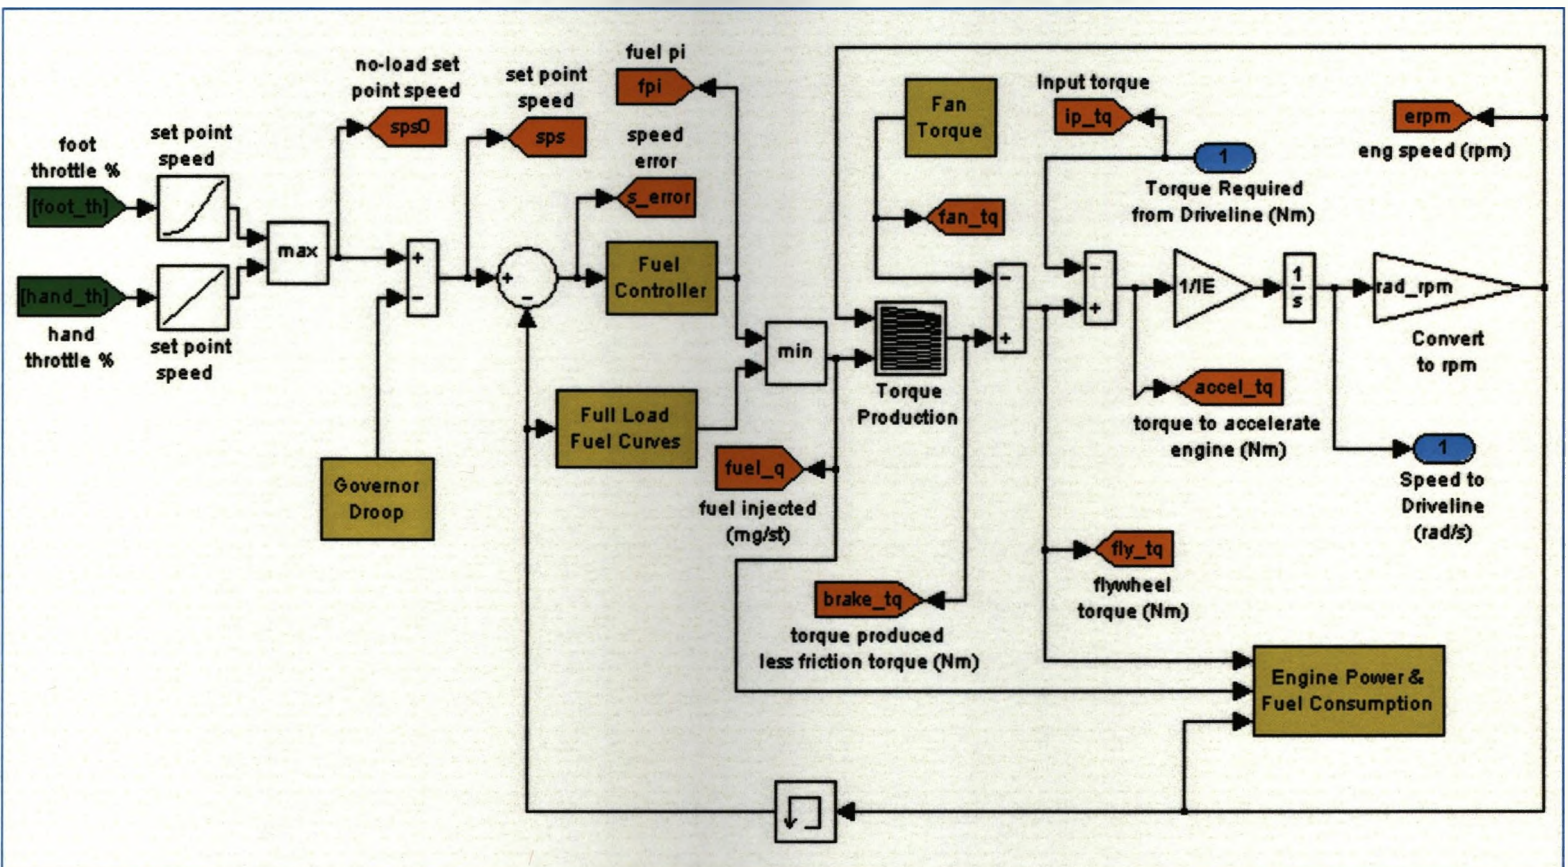 foot
throttle %
[foot_th]
[hand_th]
hand
throttle %
set point
speed
set point
speed
max
no-load set
point speed
sps0
+
-
Governor
Droop
set point
speed
sps
+
-
fuel pi
fpi
speed
error
s_error
Fuel
Controller
Full Load
Fuel Curves
min
fuel_q
fuel injected
(mg/st)
Torque
Production
brake_tq
torque produced
less friction torque (Nm)
Fan
Torque
fan_tq
-
+
Input torque
ip_tq
1
Torque Required
from Driveline (Nm)
-
+
1/IE
1
s
rad_rpm
Convert
to rpm
erpm
eng speed (rpm)
accel_tq
torque to accelerate
engine (Nm)
1
Speed to
Driveline
(rad/s)
fly_tq
flywheel
torque (Nm)
Engine Power &
Fuel Consumption